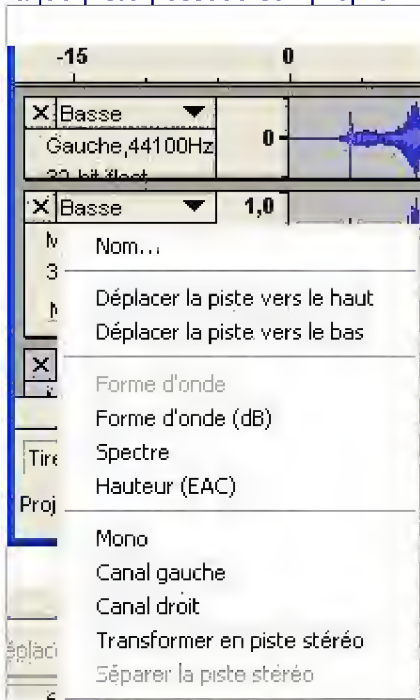 -15 0
Basse
Gauche,44100Hz 0
Basse 1,0
Nom...
3
Déplacer la piste vers le haut
Déplacer la piste vers le bas
Forme d'onde
Forme d'onde (dB)
Spectre
Hauteur (EAC)
Tire
Proj
Mono
Canal gauche
Canal droit
Transformer en piste stéréo
Séparer la piste stéréo